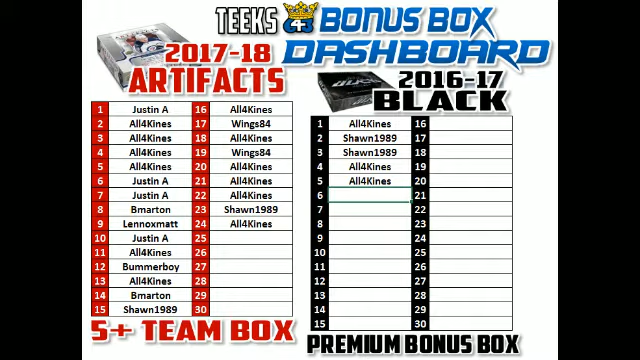 TEEKS 4 BONUS BOX
DASHBOARD
2017-18
ARTIFACTS
1 Justin A 16 All4Kines
2 All4Kines 17 Wings84
3 All4Kines 18 All4Kines
4 All4Kines 19 Wings84
5 All4Kines 20 All4Kines
6 Justin A 21 All4Kines
7 Justin A 22 All4Kines
8 Bmarton 23 Shawn1989
9 Lennoxmatt 24 All4Kines
10 Justin A 25
11 All4Kines 26
12 Bummerboy 27
13 All4Kines 28
14 Bmarton 29
15 Shawn1989 30
5+ TEAM BOX
2016-17
BLACK
1 All4Kines 16
2 Shawn1989 17
3 Shawn1989 18
4 All4Kines 19
5 All4Kines 20
6 21
7 22
8 23
9 24
10 25
11 26
12 27
13 28
14 29
15 30
PREMIUM BONUS BOX